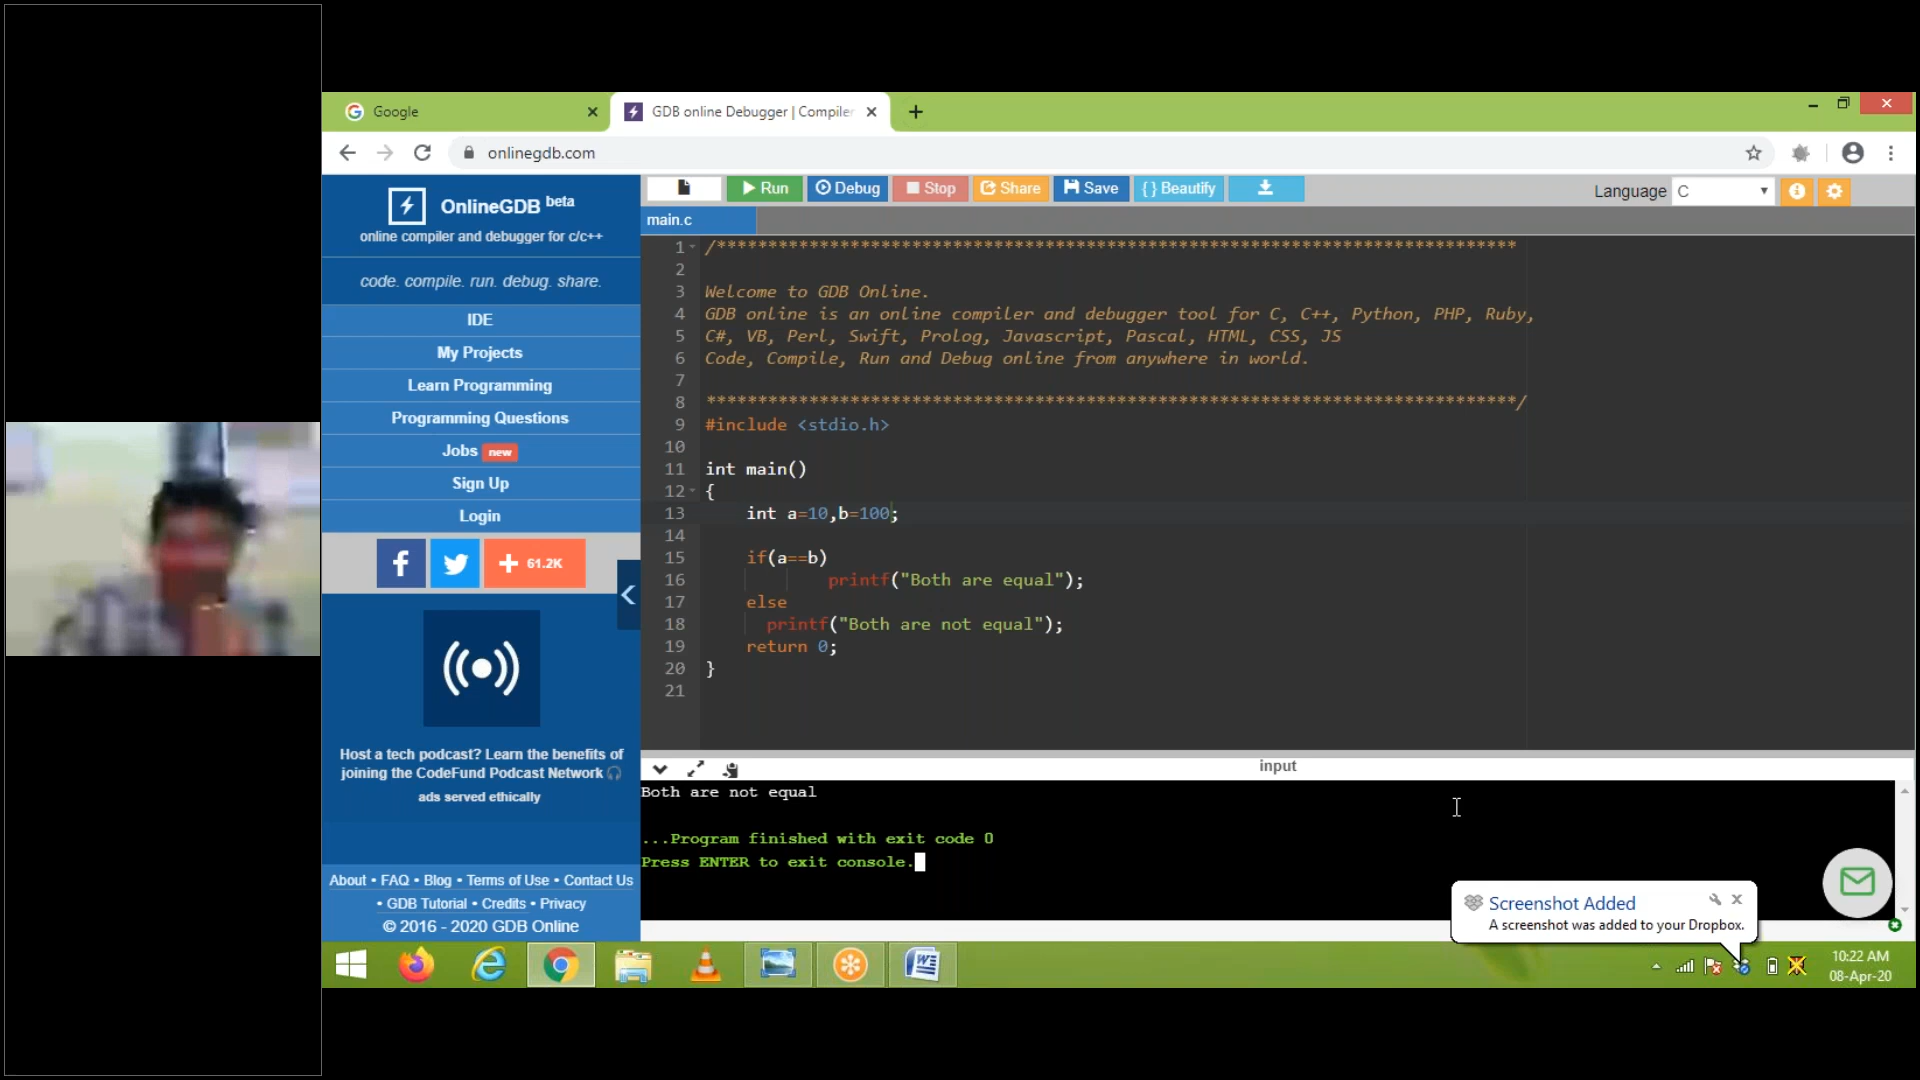 Google
GDB online Debugger | Compiler
onlinegdb.com
OnlineGDB beta
online compiler and debugger for c/c++
code. compile. run. debug. share.
IDE
My Projects
Learn Programming
Programming Questions
Jobs new
Sign Up
Login
61.2K
Host a tech podcast? Learn the benefits of
joining the CodeFund Podcast Network
ads served ethically
About • FAQ • Blog • Terms of Use • Contact Us
• GDB Tutorial • Credits • Privacy
© 2016 - 2020 GDB Online
Run Debug Stop Share Save { } Beautify
Language C
main.c
1 /******************************************************************************
2
3 Welcome to GDB Online.
4 GDB online is an online compiler and debugger tool for C, C++, Python, PHP, Ruby,
5 C#, VB, Perl, Swift, Prolog, Javascript, Pascal, HTML, CSS, JS
6 Code, Compile, Run and Debug online from anywhere in world.
7
8 *******************************************************************************/
9 #include <stdio.h>
10
11 int main()
12 {
13 int a=10,b=100;
14
15 if(a==b)
16 printf("Both are equal");
17 else
18 printf("Both are not equal");
19 return 0;
20 }
21
input
Both are not equal
...Program finished with exit code 0
Press ENTER to exit console.
Screenshot Added
A screenshot was added to your Dropbox.
10:22 AM
08-Apr-20